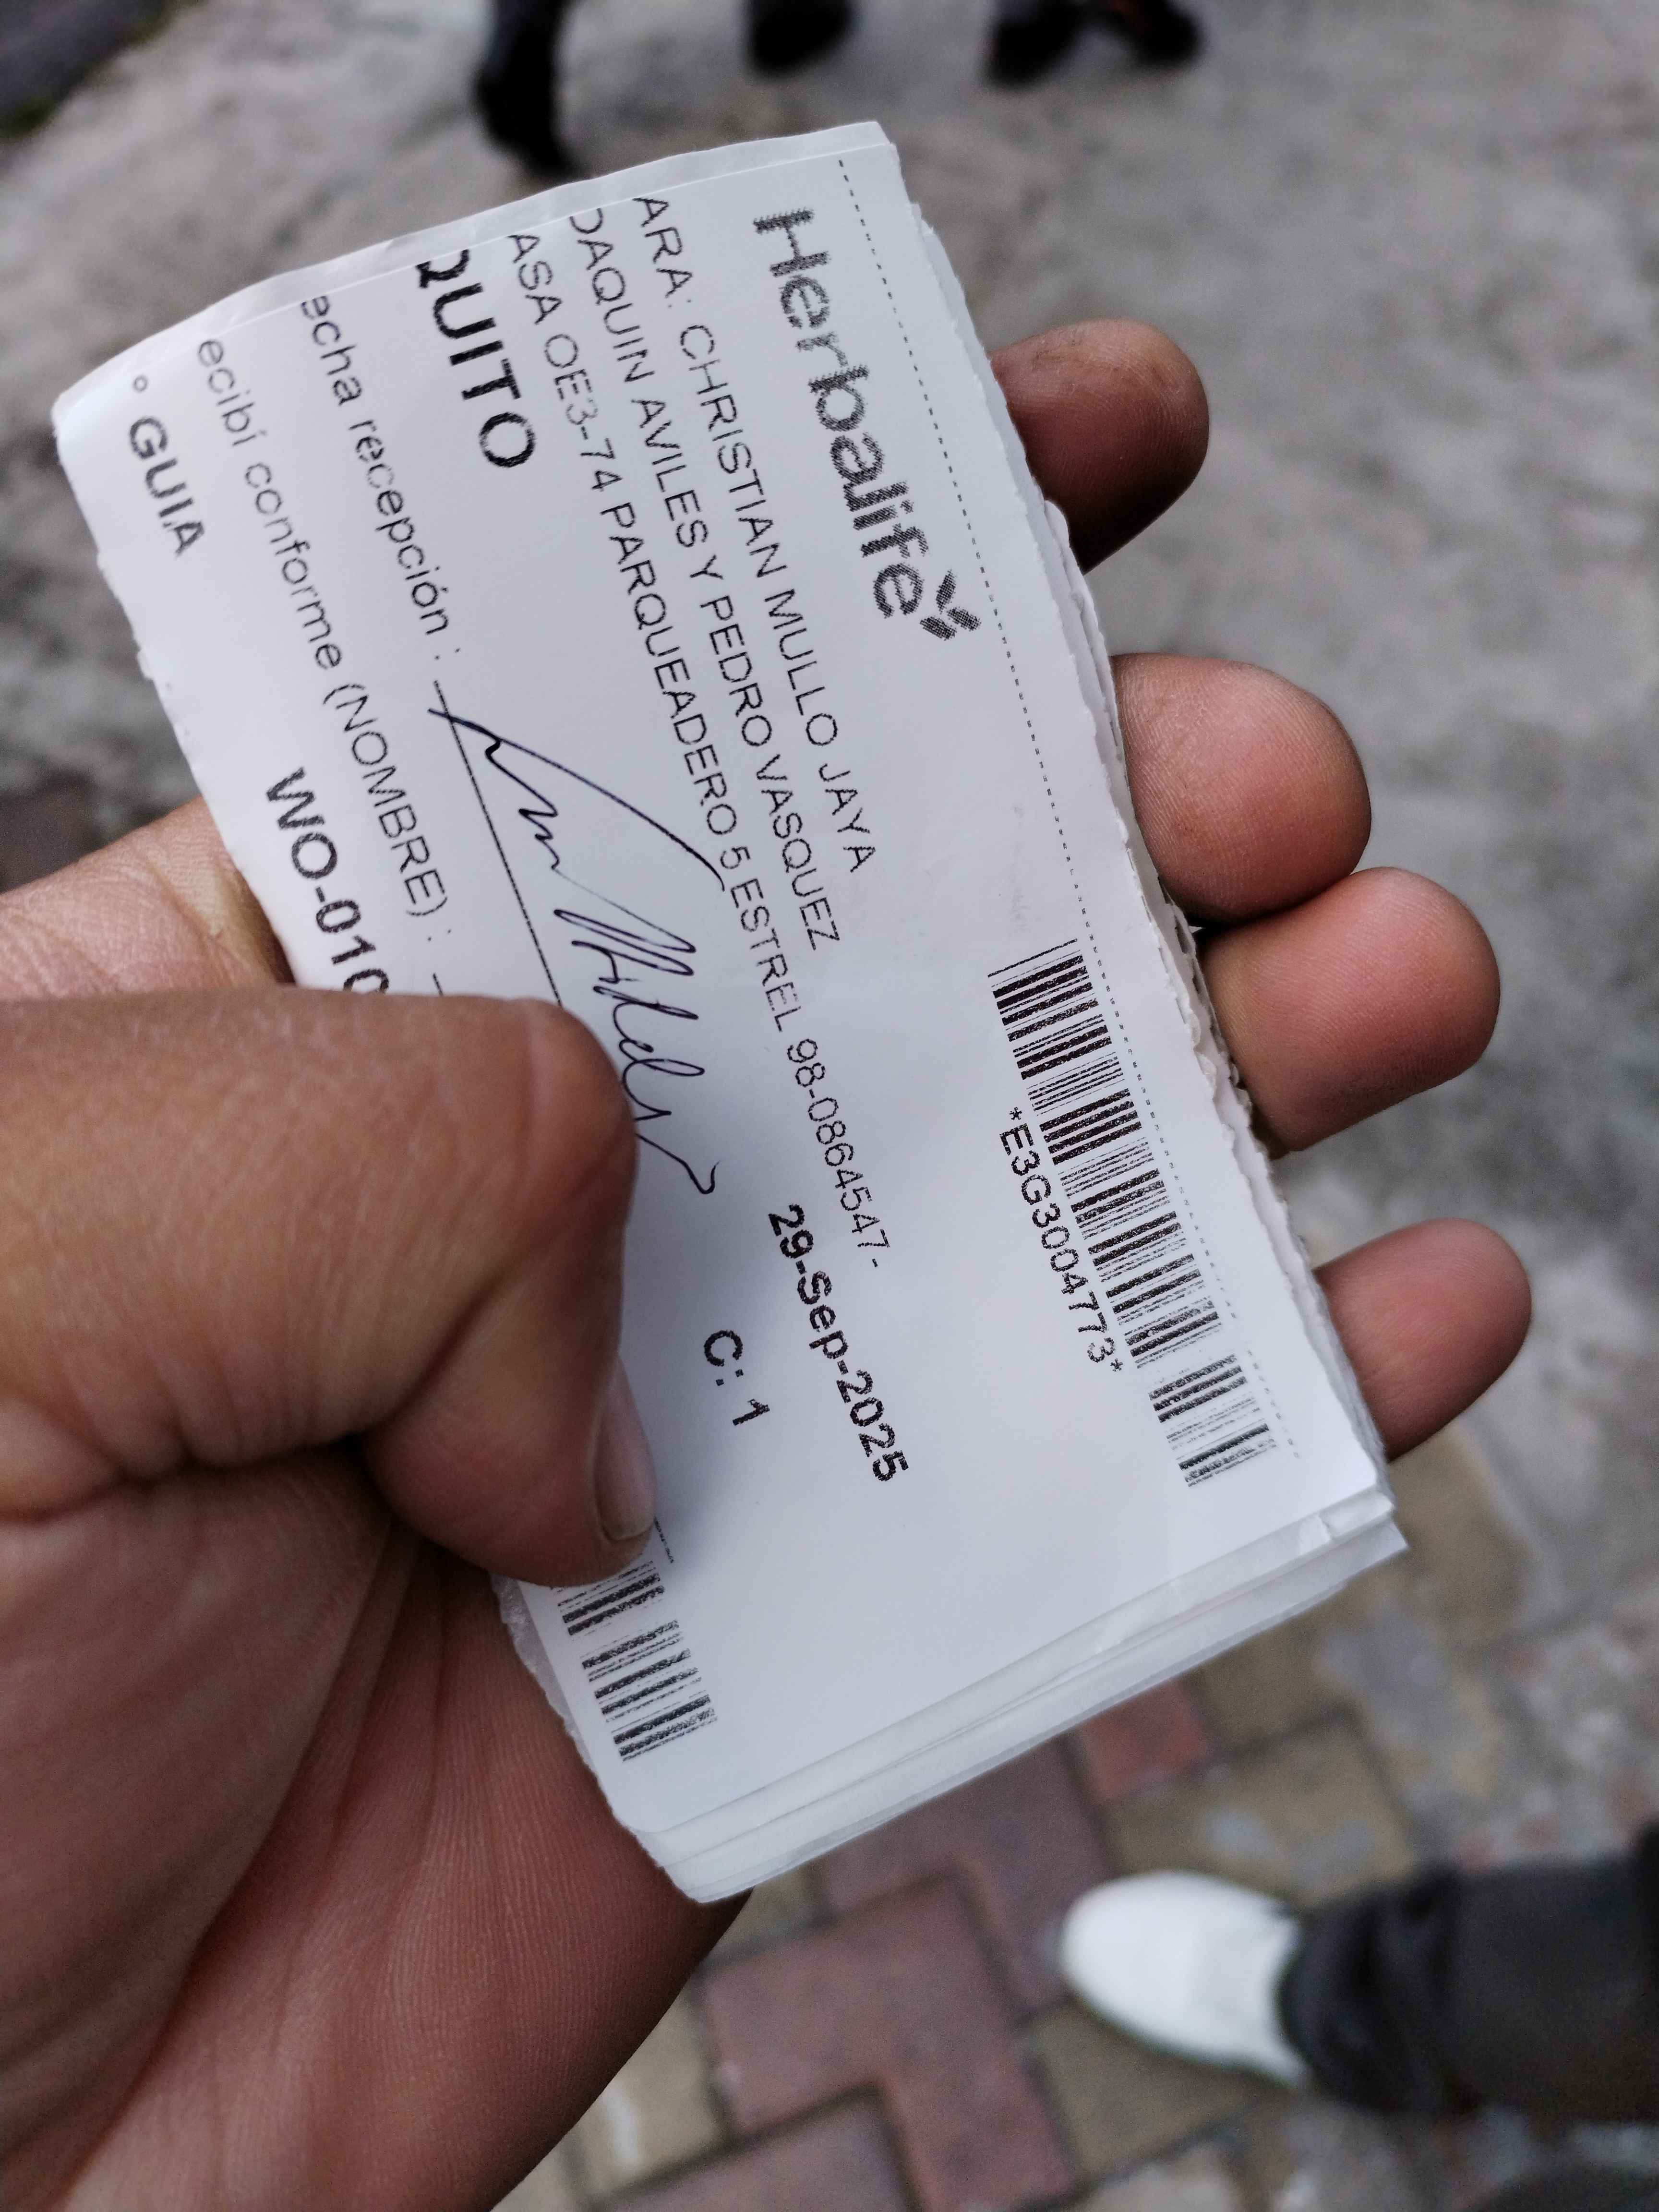 Herbalife
*E3G3004773*
ARA: CHRISTIAN MULLO JAYA
OAQUIN AVILES Y PEDRO VASQUEZ
ASA OE3-74 PARQUEADERO 5 ESTREL 98-0864547-
QUITO
29-Sep-2025
C: 1
echa recepción :
ecibí conforme (NOMBRE) :
° GUIA
WO-010